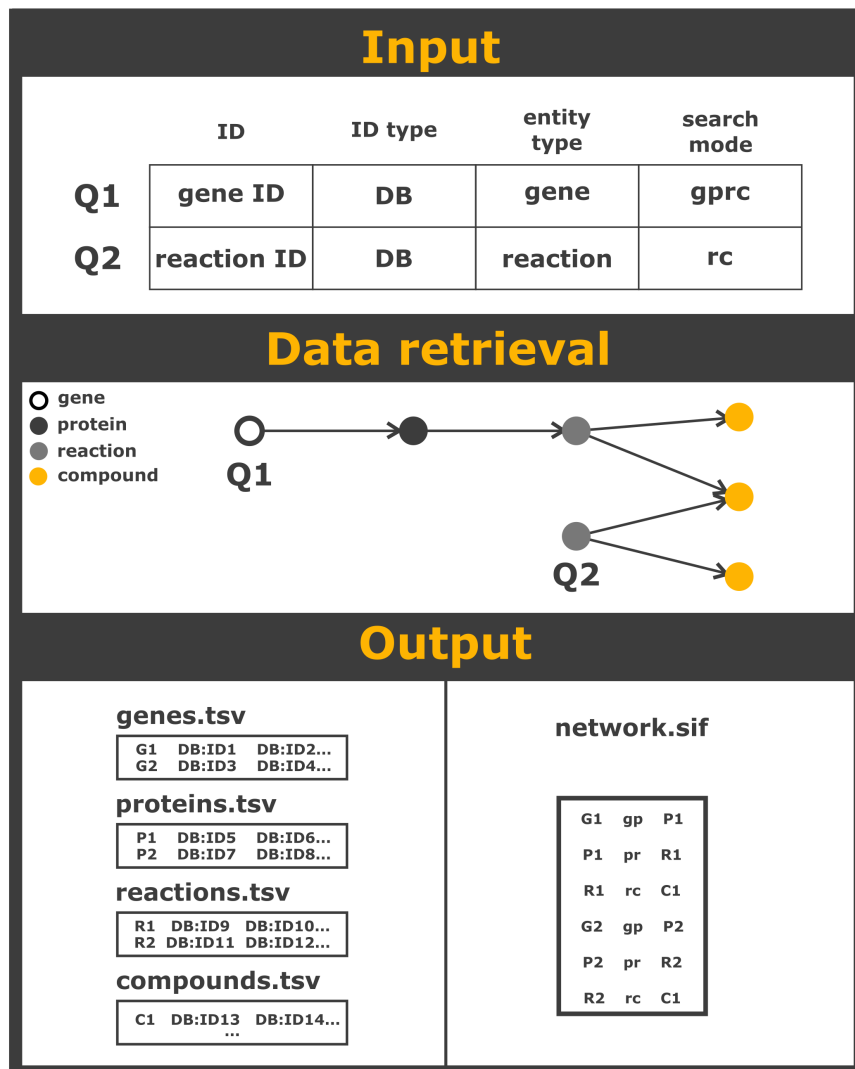 Input
ID ID type entity type search mode
Q1 gene ID DB gene gprc
Q2 reaction ID DB reaction rc
Data retrieval
gene
protein
reaction
compound
Q1
Q2
Output
genes.tsv
G1 DB:ID1 DB:ID2...
G2 DB:ID3 DB:ID4...
proteins.tsv
P1 DB:ID5 DB:ID6...
P2 DB:ID7 DB:ID8...
reactions.tsv
R1 DB:ID9 DB:ID10...
R2 DB:ID11 DB:ID12...
compounds.tsv
C1 DB:ID13 DB:ID14...
...
network.sif
G1 gp P1
P1 pr R1
R1 rc C1
G2 gp P2
P2 pr R2
R2 rc C1